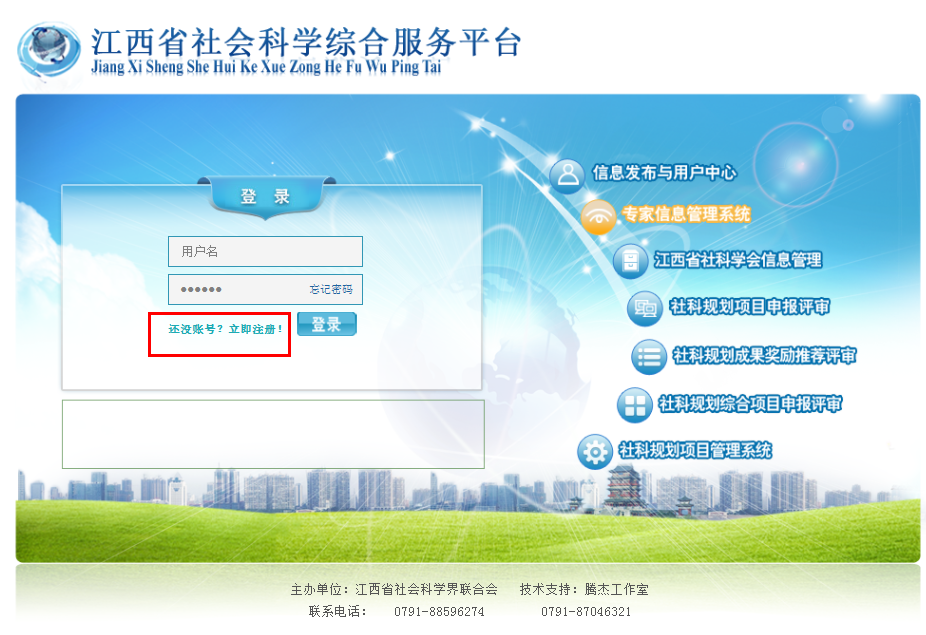 江西省社会科学综合服务平台
Jiang Xi Sheng She Hui Ke Xue Zong He Fu Wu Ping Tai
登 录
用户名
●●●●●●
忘记密码
还没账号？立即注册！
登录
信息发布与用户中心
专家信息管理系统
江西省社科学会信息管理
社科规划项目申报评审
社科规划成果奖励推荐评审
社科规划综合项目申报评审
社科规划项目管理系统
主办单位：江西省社会科学界联合会 技术支持：腾杰工作室
联系电话： 0791-88596274 0791-87046321